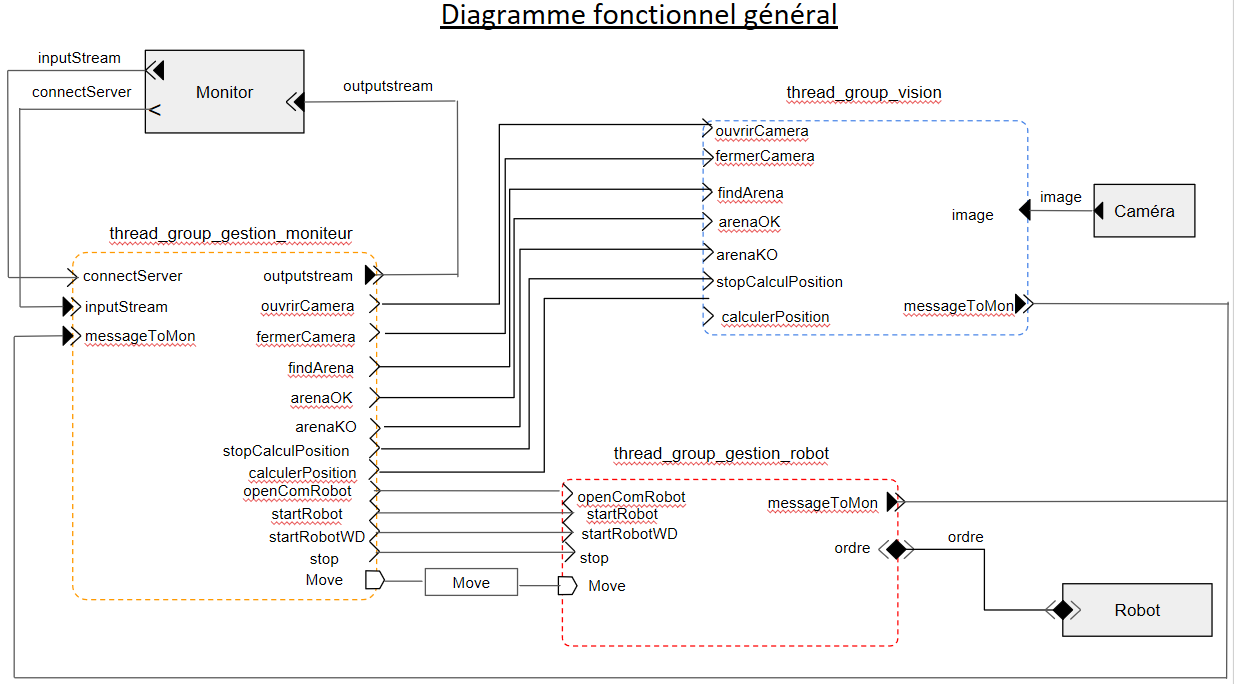 Diagramme fonctionnel général
inputStream
connectServer
Monitor
outputstream
thread_group_vision
ouvrirCamera
fermerCamera
findArena
arenaOK
arenaKO
stopCalculPosition
calculerPosition
image
messageToMon
image
Caméra
thread_group_gestion_moniteur
connectServer
inputStream
messageToMon
outputstream
ouvrirCamera
fermerCamera
findArena
arenaOK
arenaKO
stopCalculPosition
calculerPosition
openComRobot
startRobot
startRobotWD
stop
Move
Move
thread_group_gestion_robot
openComRobot
startRobot
startRobotWD
stop
Move
messageToMon
ordre
ordre
Robot